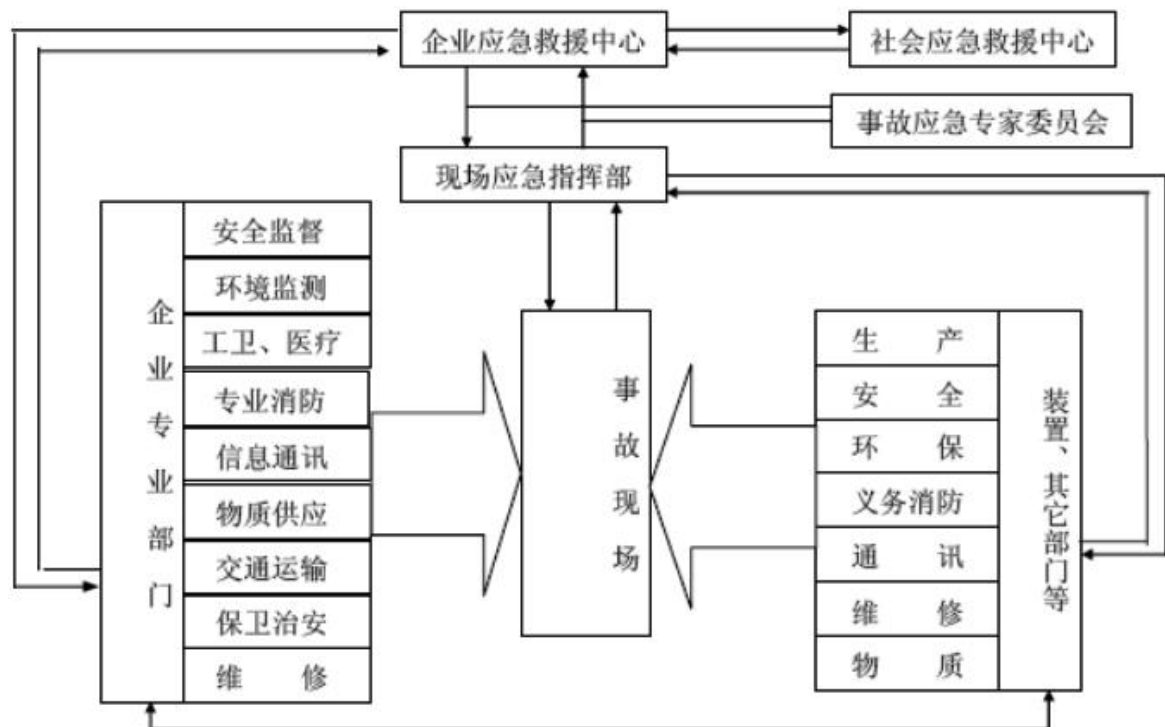 企业应急救援中心
社会应急救援中心
事故应急专家委员会
现场应急指挥部
企业专业部门
安全监督
环境监测
工卫、医疗
专业消防
信息通讯
物质供应
交通运输
保卫治安
维 修
事故现场
生 产
安 全
环 保
义务消防
通 讯
维 修
物 质
装置、其它部门等